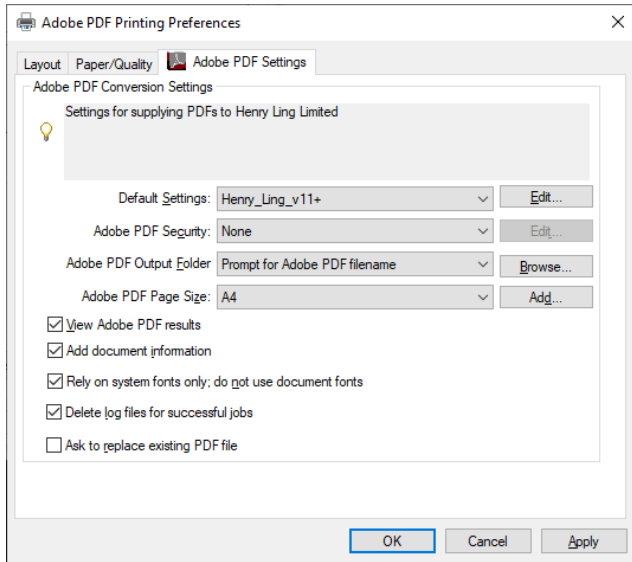 Adobe PDF Printing Preferences
Layout Paper/Quality Adobe PDF Settings
Adobe PDF Conversion Settings
Settings for supplying PDFs to Henry Ling Limited
Default Settings: Henry_Ling_v11+ Edit...
Adobe PDF Security: None Edit...
Adobe PDF Output Folder Prompt for Adobe PDF filename Browse...
Adobe PDF Page Size: A4 Add...
View Adobe PDF results
Add document information
Rely on system fonts only; do not use document fonts
Delete log files for successful jobs
Ask to replace existing PDF file
OK Cancel Apply